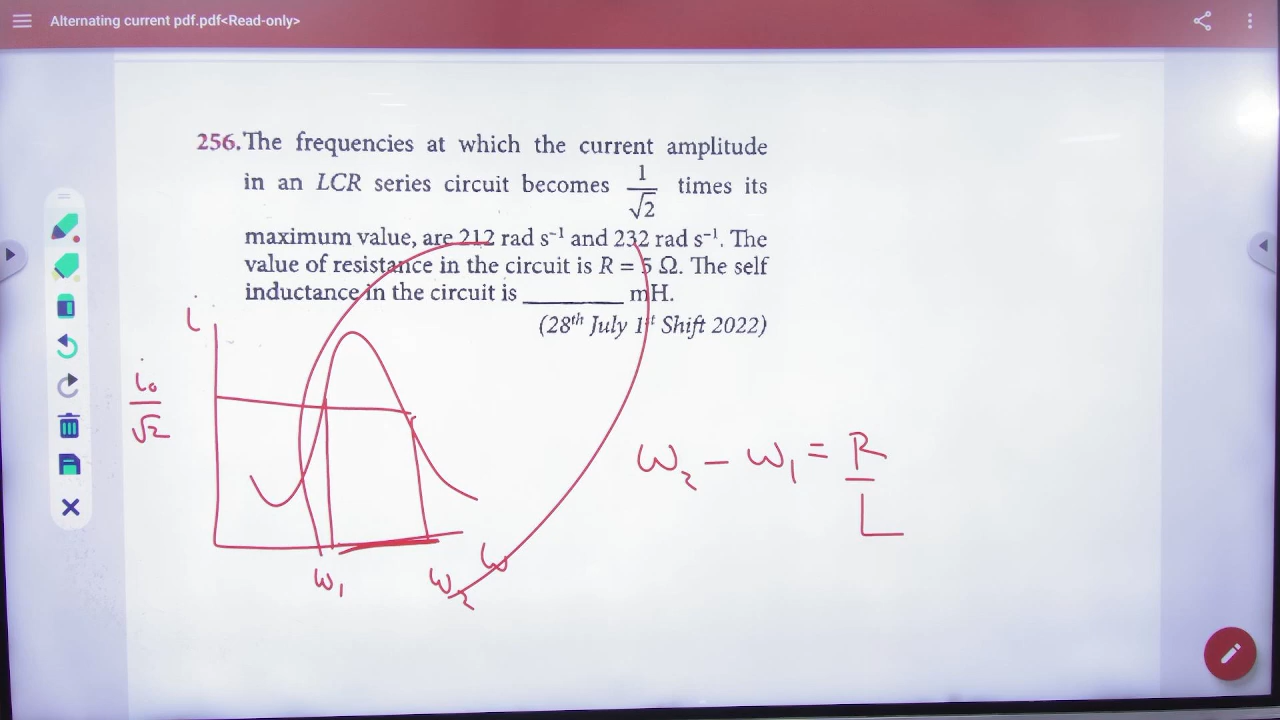 Alternating current pdf.pdf<Read-only>
256. The frequencies at which the current amplitude
in an LCR series circuit becomes 1/√2 times its
maximum value, are 212 rad s⁻¹ and 232 rad s⁻¹. The
value of resistance in the circuit is R = 5 Ω. The self
inductance in the circuit is __________ mH.
(28th July 1st Shift 2022)
i
i₀/√2
ω₂ − ω₁ = R/L
ω
ω₁
ω₂